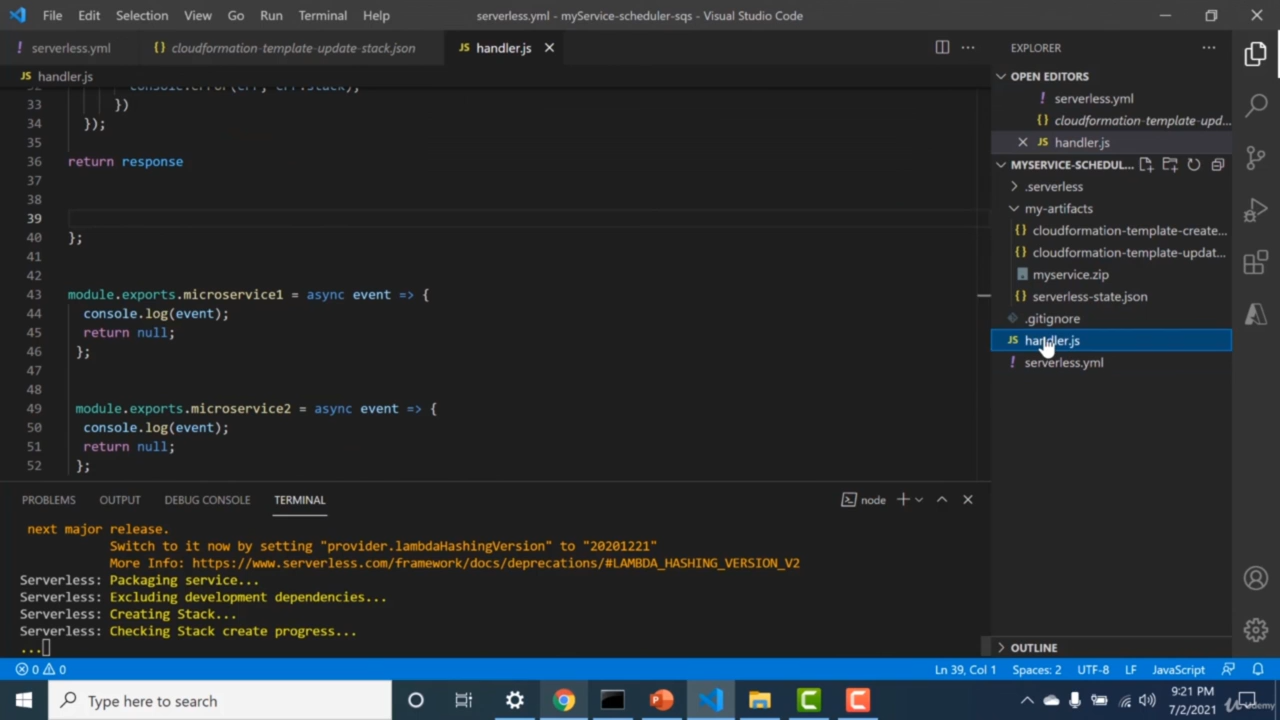 File Edit Selection View Go Run Terminal Help serverless.yml - myService-scheduler-sqs - Visual Studio Code
! serverless.yml {} cloudformation-template-update-stack.json JS handler.js
JS handler.js
33 })
34 });
35
36 return response
37
38
39
40 };
41
42
43 module.exports.microservice1 = async event => {
44 console.log(event);
45 return null;
46 };
47
48
49 module.exports.microservice2 = async event => {
50 console.log(event);
51 return null;
52 };
EXPLORER
OPEN EDITORS
! serverless.yml
{} cloudformation-template-upd...
JS handler.js
MYSERVICE-SCHEDUL...
.serverless
my-artifacts
{} cloudformation-template-create...
{} cloudformation-template-updat...
myservice.zip
{} serverless-state.json
.gitignore
JS handler.js
! serverless.yml
OUTLINE
PROBLEMS OUTPUT DEBUG CONSOLE TERMINAL node
next major release.
Switch to it now by setting "provider.lambdaHashingVersion" to "20201221"
More Info: https://www.serverless.com/framework/docs/deprecations/#LAMBDA_HASHING_VERSION_V2
Serverless: Packaging service...
Serverless: Excluding development dependencies...
Serverless: Creating Stack...
Serverless: Checking Stack create progress...
...
0 0 Ln 39, Col 1 Spaces: 2 UTF-8 LF JavaScript
Type here to search
9:21 PM
7/2/2021
Udemy